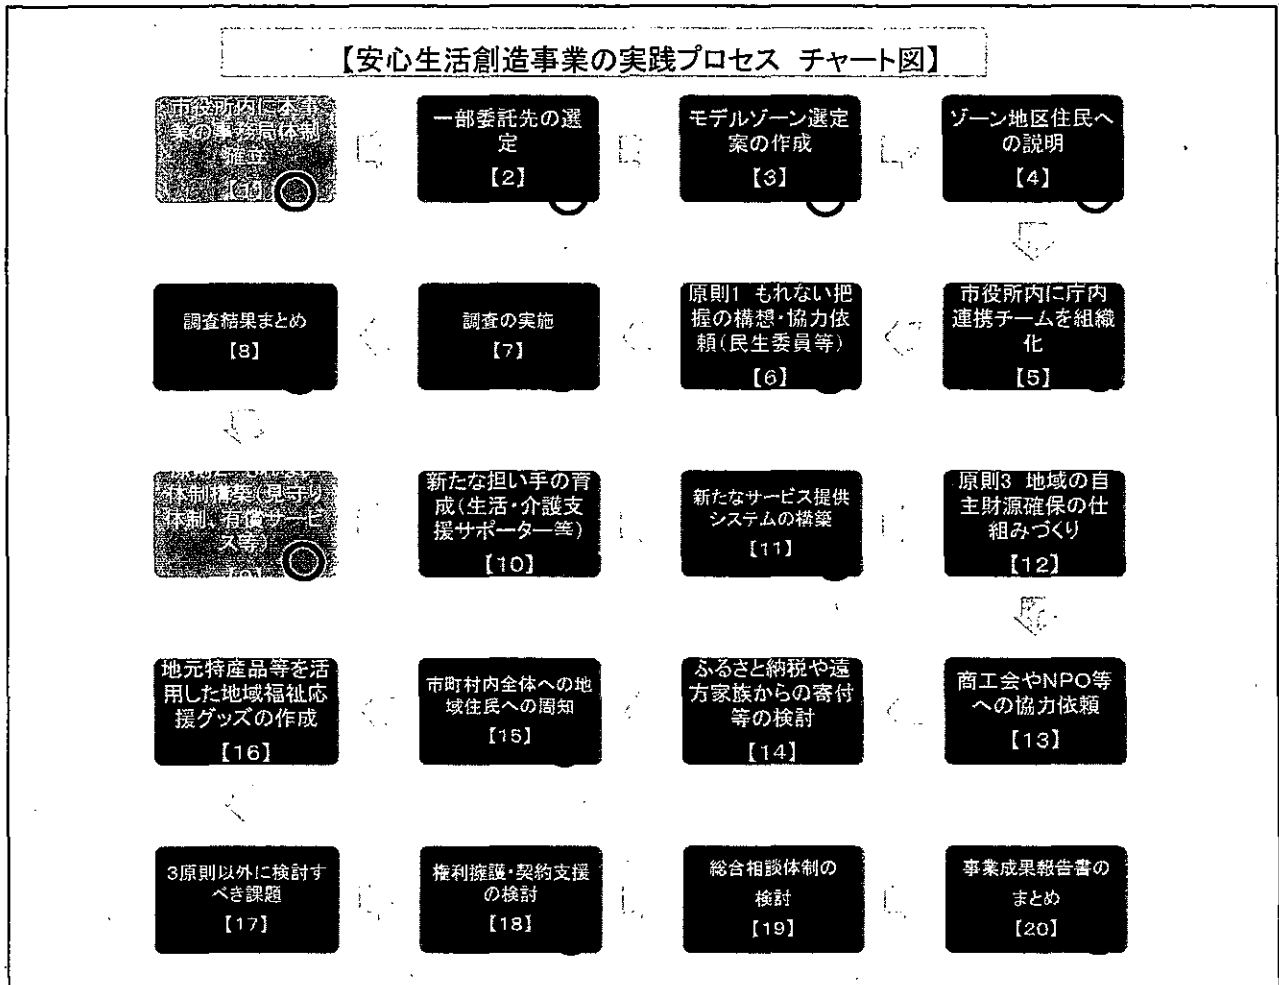 【安心生活創造事業の実践プロセス チャート図】
市役所内に本事
業の事務局体制
確立
【1】
一部委託先の選
定
【2】
モデルゾーン選定
案の作成
【3】
ゾーン地区住民へ
の説明
【4】
市役所内に庁内
連携チームを組織
化
【5】
原則1 もれない把
握の構想・協力依
頼(民生委員等)
【6】
調査の実施
【7】
調査結果まとめ
【8】
体制構築(見守り
体制、有償サービ
ス等)
【9】
新たな担い手の育
成(生活・介護支
援サポーター等)
【10】
新たなサービス提供
システムの構築
【11】
原則3 地域の自
主財源確保の仕
組みづくり
【12】
商工会やNPO等
への協力依頼
【13】
ふるさと納税や遠
方家族からの寄付
等の検討
【14】
市町村内全体への地
域住民への周知
【15】
地元特産品等を活
用した地域福祉応
援グッズの作成
【16】
3原則以外に検討す
べき課題
【17】
権利擁護・契約支援
の検討
【18】
総合相談体制の
検討
【19】
事業成果報告書の
まとめ
【20】